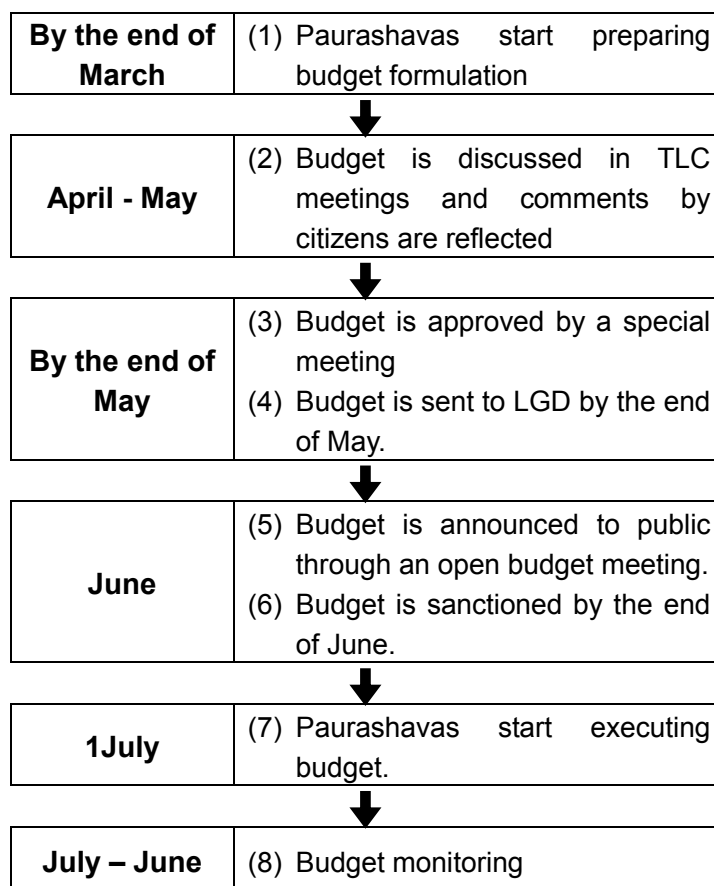 By the end of
March
(1) Paurashavas start preparing
budget formulation
April - May
(2) Budget is discussed in TLC
meetings and comments by
citizens are reflected
By the end of
May
(3) Budget is approved by a special
meeting
(4) Budget is sent to LGD by the end
of May.
June
(5) Budget is announced to public
through an open budget meeting.
(6) Budget is sanctioned by the end
of June.
1July
(7) Paurashavas start executing
budget.
July – June
(8) Budget monitoring